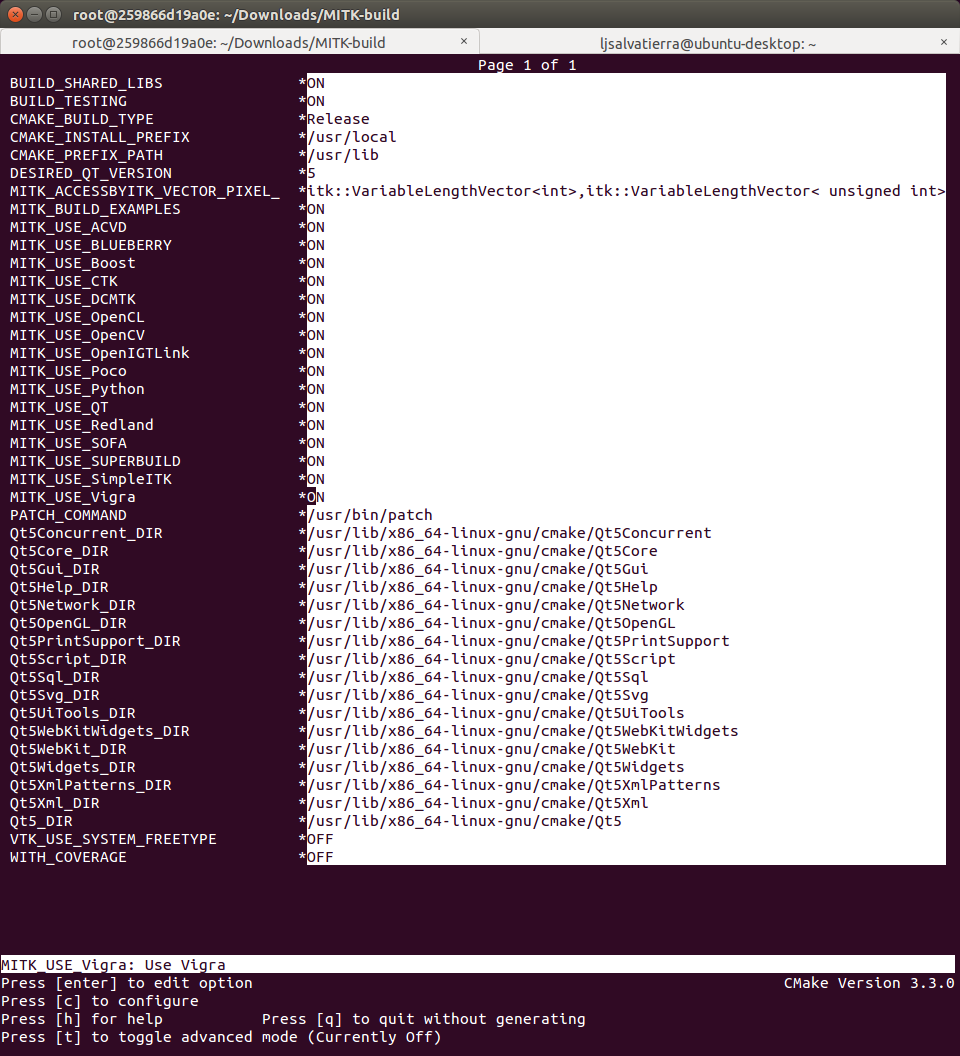 root@259866d19a0e: ~/Downloads/MITK-build
root@259866d19a0e: ~/Downloads/MITK-build × ljsalvatierra@ubuntu-desktop: ~ ×
Page 1 of 1
BUILD_SHARED_LIBS *ON
BUILD_TESTING *ON
CMAKE_BUILD_TYPE *Release
CMAKE_INSTALL_PREFIX */usr/local
CMAKE_PREFIX_PATH */usr/lib
DESIRED_QT_VERSION *5
MITK_ACCESSBYITK_VECTOR_PIXEL_ *itk::VariableLengthVector<int>,itk::VariableLengthVector< unsigned int>
MITK_BUILD_EXAMPLES *ON
MITK_USE_ACVD *ON
MITK_USE_BLUEBERRY *ON
MITK_USE_Boost *ON
MITK_USE_CTK *ON
MITK_USE_DCMTK *ON
MITK_USE_OpenCL *ON
MITK_USE_OpenCV *ON
MITK_USE_OpenIGTLink *ON
MITK_USE_Poco *ON
MITK_USE_Python *ON
MITK_USE_QT *ON
MITK_USE_Redland *ON
MITK_USE_SOFA *ON
MITK_USE_SUPERBUILD *ON
MITK_USE_SimpleITK *ON
MITK_USE_Vigra *ON
PATCH_COMMAND */usr/bin/patch
Qt5Concurrent_DIR */usr/lib/x86_64-linux-gnu/cmake/Qt5Concurrent
Qt5Core_DIR */usr/lib/x86_64-linux-gnu/cmake/Qt5Core
Qt5Gui_DIR */usr/lib/x86_64-linux-gnu/cmake/Qt5Gui
Qt5Help_DIR */usr/lib/x86_64-linux-gnu/cmake/Qt5Help
Qt5Network_DIR */usr/lib/x86_64-linux-gnu/cmake/Qt5Network
Qt5OpenGL_DIR */usr/lib/x86_64-linux-gnu/cmake/Qt5OpenGL
Qt5PrintSupport_DIR */usr/lib/x86_64-linux-gnu/cmake/Qt5PrintSupport
Qt5Script_DIR */usr/lib/x86_64-linux-gnu/cmake/Qt5Script
Qt5Sql_DIR */usr/lib/x86_64-linux-gnu/cmake/Qt5Sql
Qt5Svg_DIR */usr/lib/x86_64-linux-gnu/cmake/Qt5Svg
Qt5UiTools_DIR */usr/lib/x86_64-linux-gnu/cmake/Qt5UiTools
Qt5WebKitWidgets_DIR */usr/lib/x86_64-linux-gnu/cmake/Qt5WebKitWidgets
Qt5WebKit_DIR */usr/lib/x86_64-linux-gnu/cmake/Qt5WebKit
Qt5Widgets_DIR */usr/lib/x86_64-linux-gnu/cmake/Qt5Widgets
Qt5XmlPatterns_DIR */usr/lib/x86_64-linux-gnu/cmake/Qt5XmlPatterns
Qt5Xml_DIR */usr/lib/x86_64-linux-gnu/cmake/Qt5Xml
Qt5_DIR */usr/lib/x86_64-linux-gnu/cmake/Qt5
VTK_USE_SYSTEM_FREETYPE *OFF
WITH_COVERAGE *OFF
MITK_USE_Vigra: Use Vigra
Press [enter] to edit option CMake Version 3.3.0
Press [c] to configure
Press [h] for help Press [q] to quit without generating
Press [t] to toggle advanced mode (Currently Off)